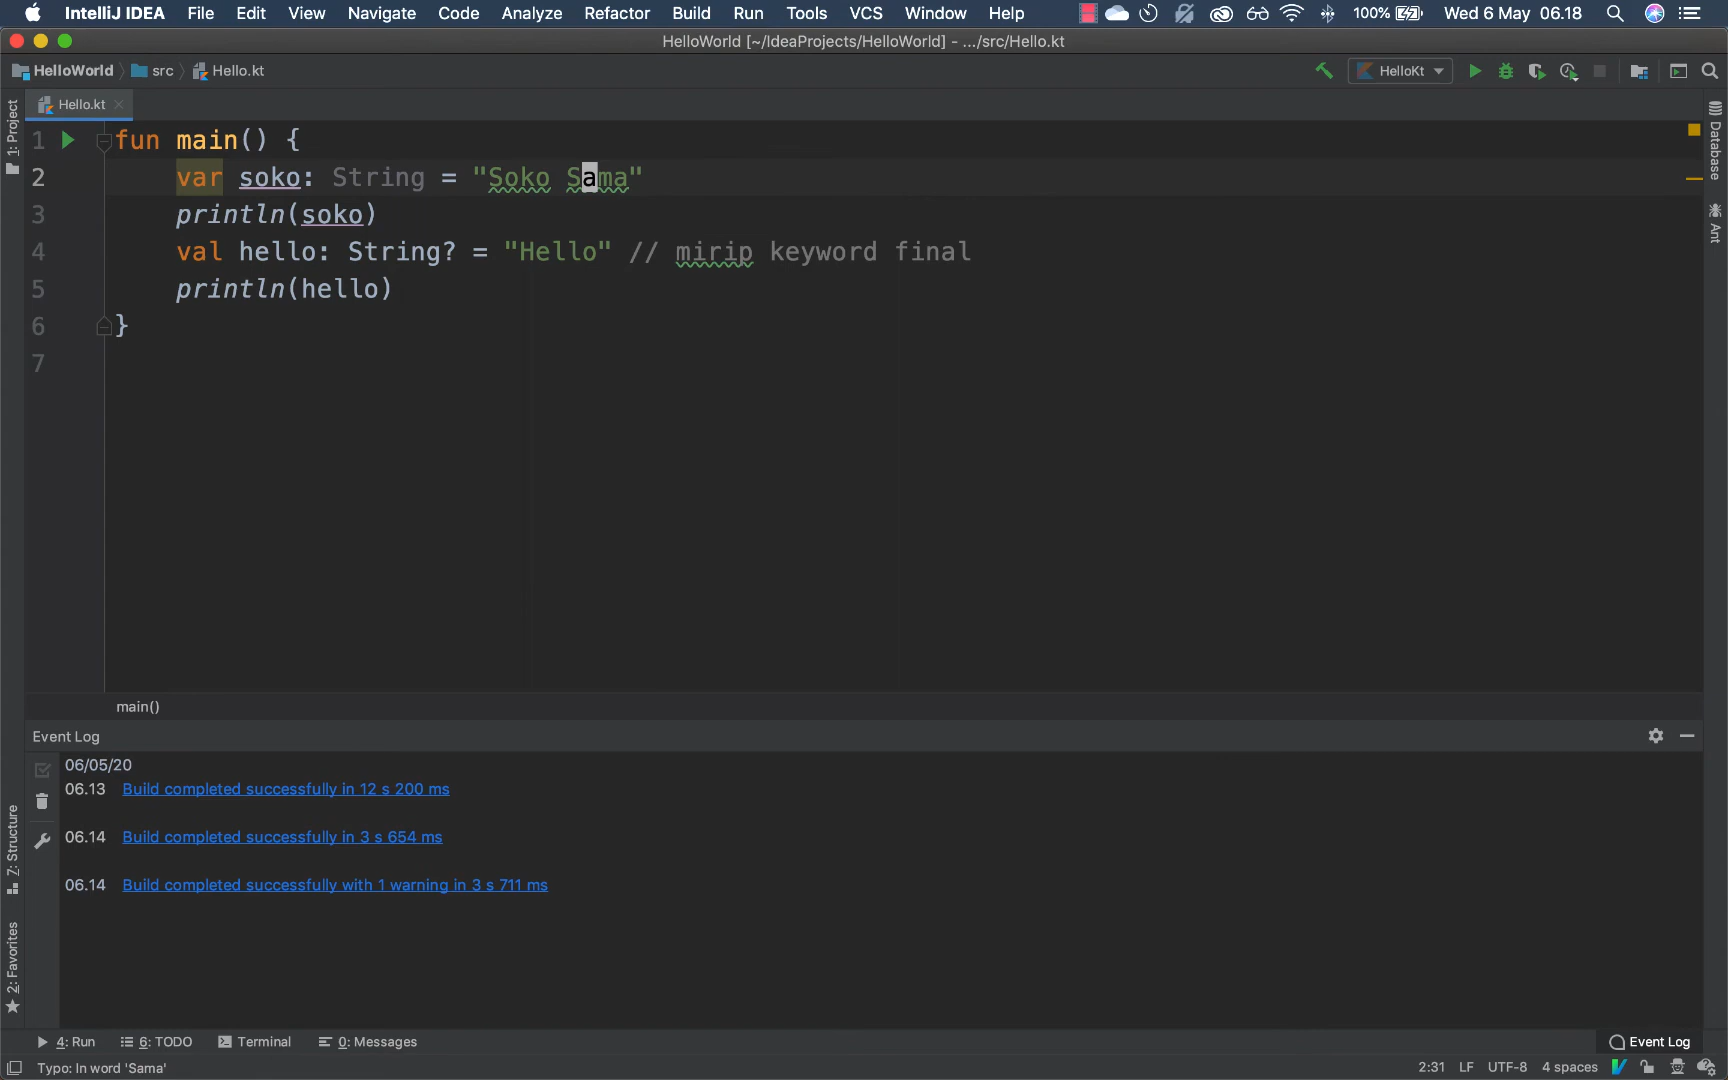 IntelliJ IDEA File Edit View Navigate Code Analyze Refactor Build Run Tools VCS Window Help 100% Wed 6 May 06.18
HelloWorld [~/IdeaProjects/HelloWorld] - .../src/Hello.kt
HelloWorld src Hello.kt HelloKt
Hello.kt
1: Project
Database
Ant
1 fun main() {
2 var soko: String = "Soko Sama"
3 println(soko)
4 val hello: String? = "Hello" // mirip keyword final
5 println(hello)
6 }
7
main()
Event Log
06/05/20
06.13 Build completed successfully in 12 s 200 ms
06.14 Build completed successfully in 3 s 654 ms
06.14 Build completed successfully with 1 warning in 3 s 711 ms
7: Structure
2: Favorites
4: Run 6: TODO Terminal 0: Messages Event Log
Typo: In word 'Sama' 2:31 LF UTF-8 4 spaces